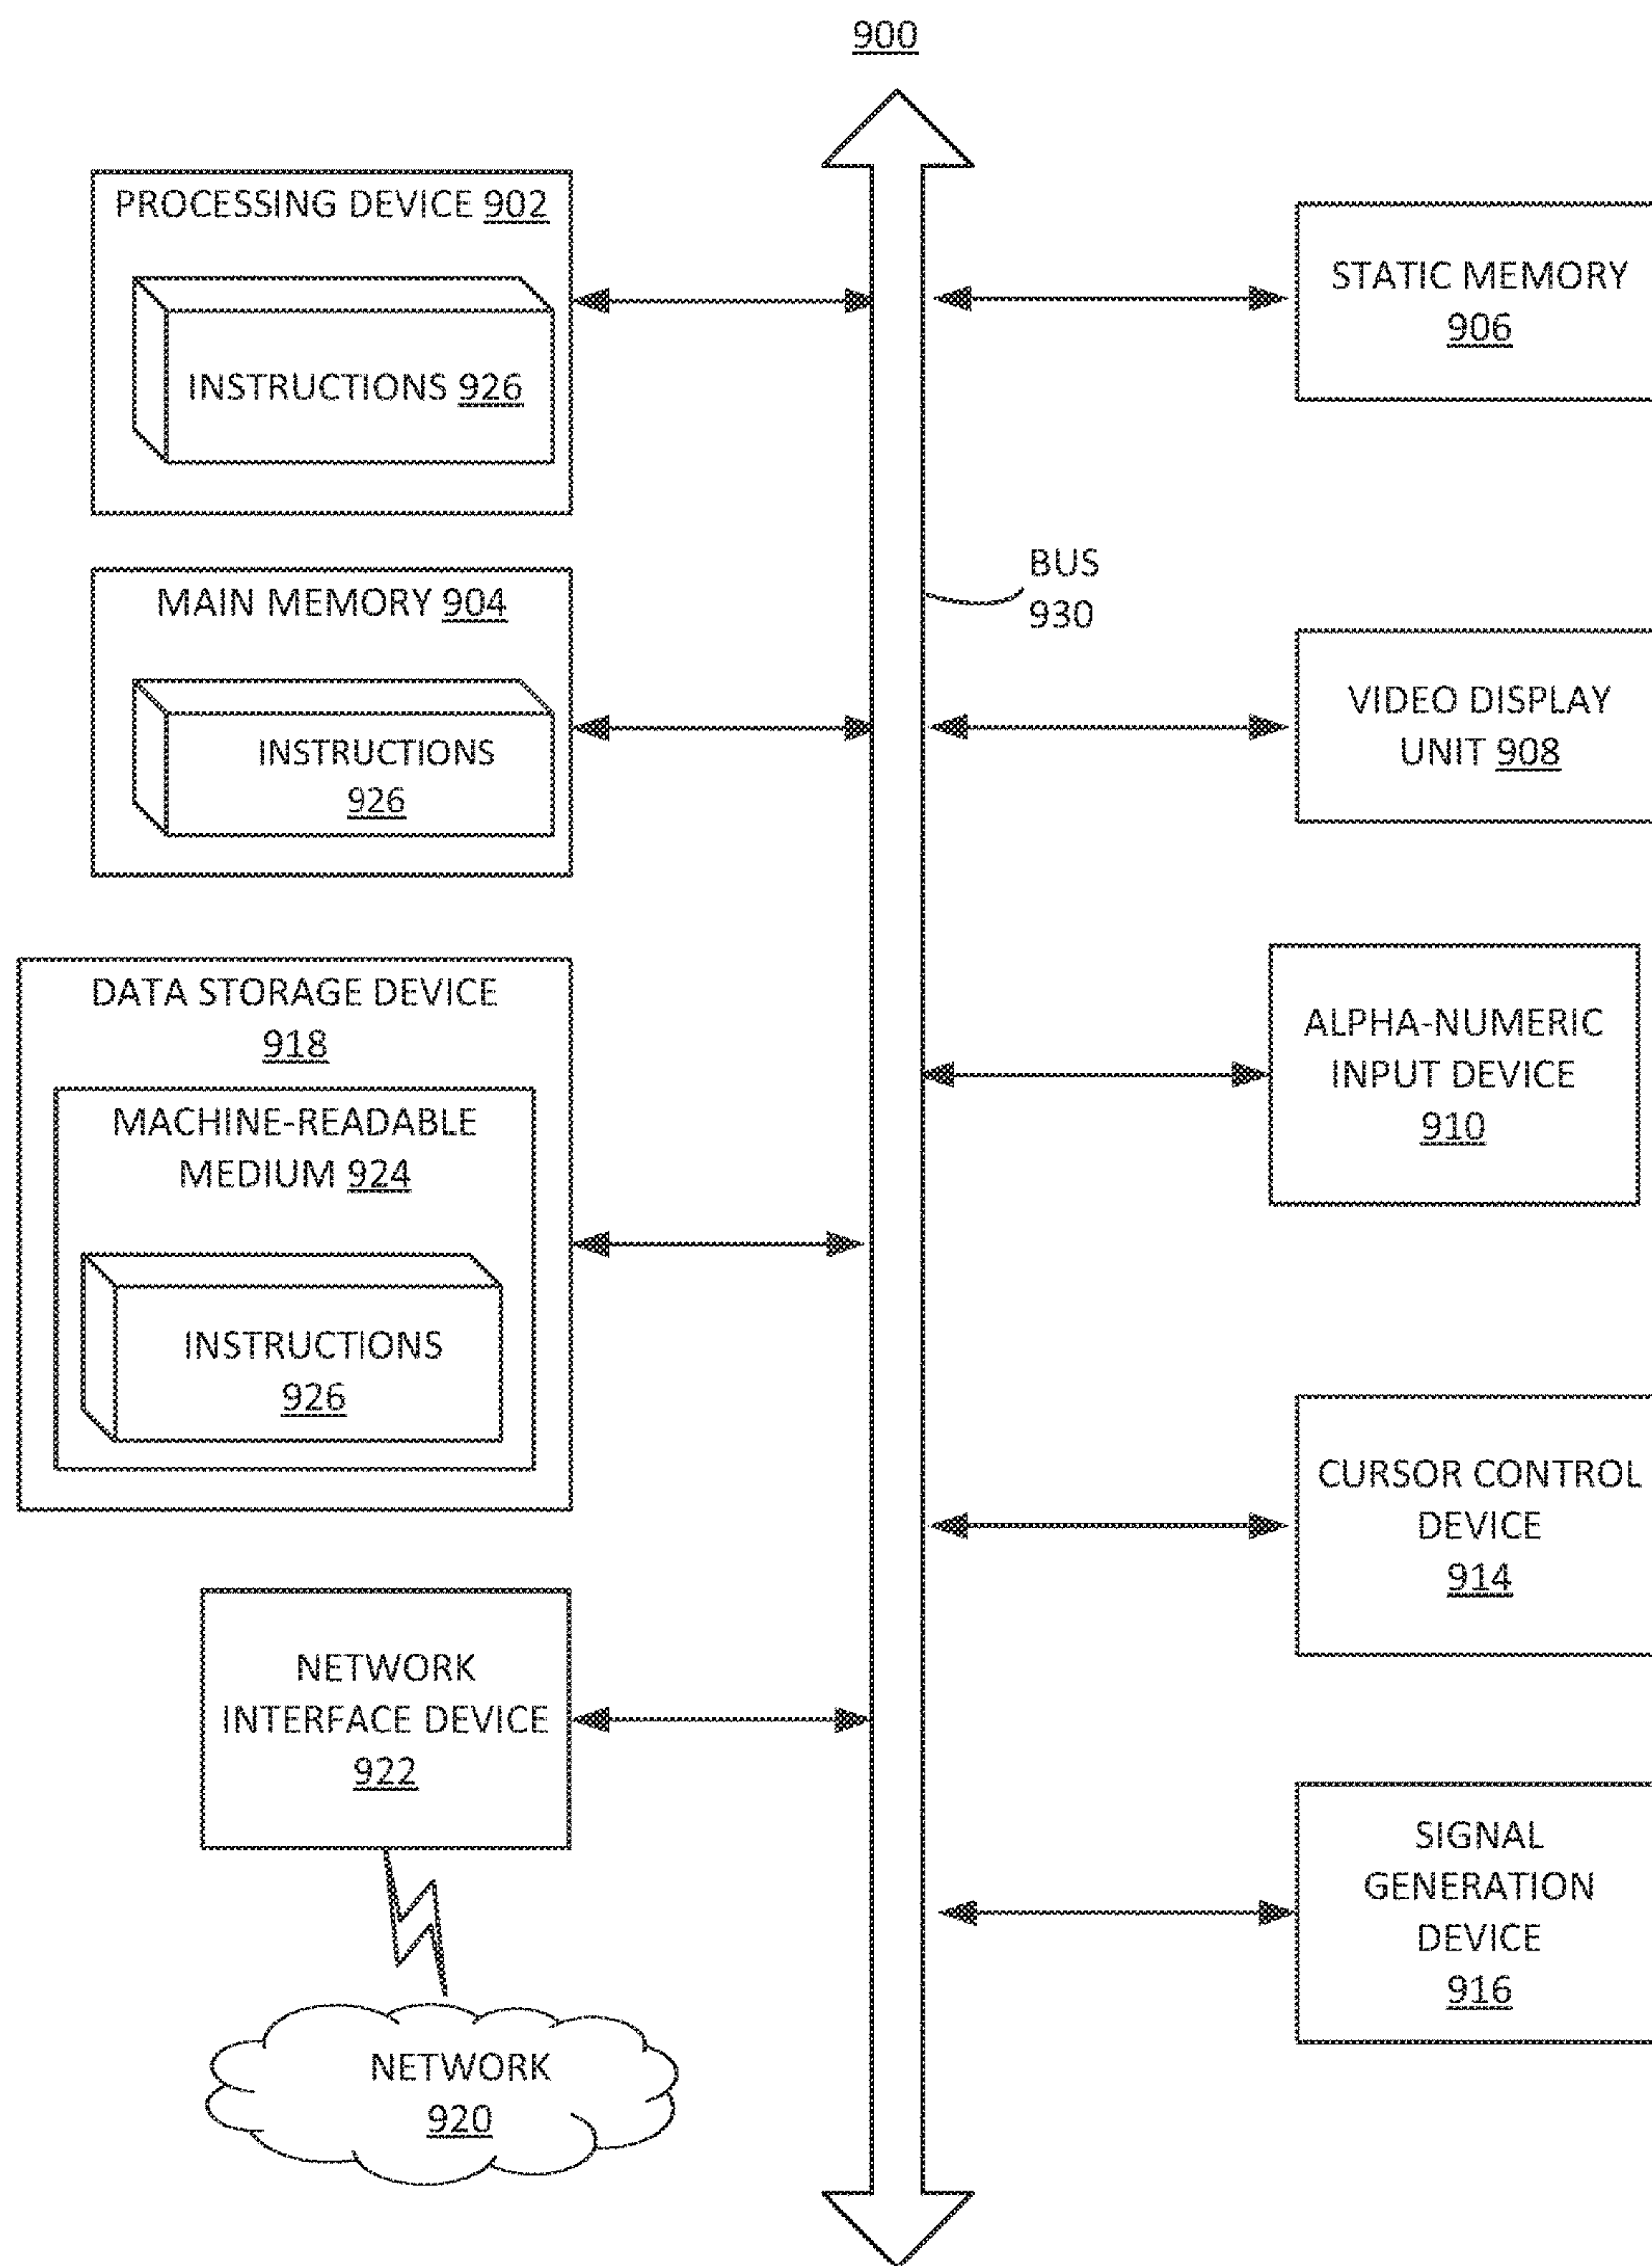 900
PROCESSING DEVICE 902
INSTRUCTIONS 926
MAIN MEMORY 904
INSTRUCTIONS
926
DATA STORAGE DEVICE
918
MACHINE-READABLE
MEDIUM 924
INSTRUCTIONS
926
NETWORK
INTERFACE DEVICE
922
NETWORK
920
BUS
930
STATIC MEMORY
906
VIDEO DISPLAY
UNIT 908
ALPHA-NUMERIC
INPUT DEVICE
910
CURSOR CONTROL
DEVICE
914
SIGNAL
GENERATION
DEVICE
916